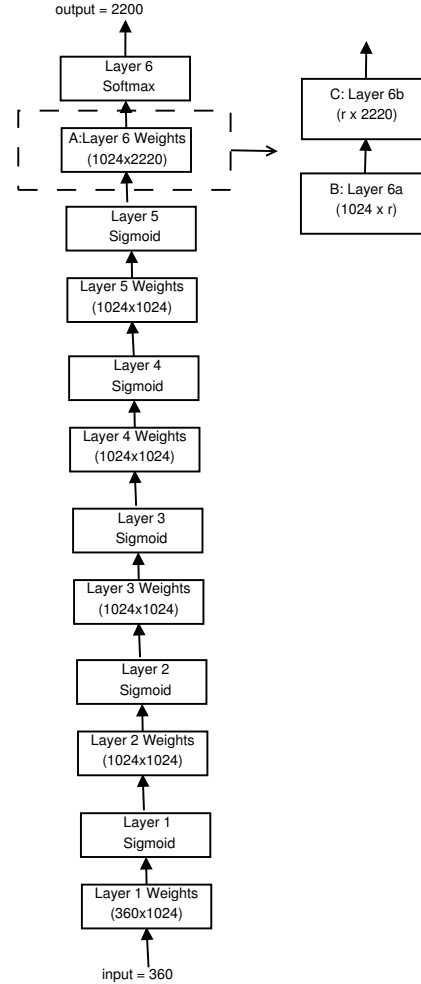 output = 2200
Layer 6
Softmax
A:Layer 6 Weights
(1024x2220)
Layer 5
Sigmoid
Layer 5 Weights
(1024x1024)
Layer 4
Sigmoid
Layer 4 Weights
(1024x1024)
Layer 3
Sigmoid
Layer 3 Weights
(1024x1024)
Layer 2
Sigmoid
Layer 2 Weights
(1024x1024)
Layer 1
Sigmoid
Layer 1 Weights
(360x1024)
input = 360
C: Layer 6b
(r x 2220)
B: Layer 6a
(1024 x r)